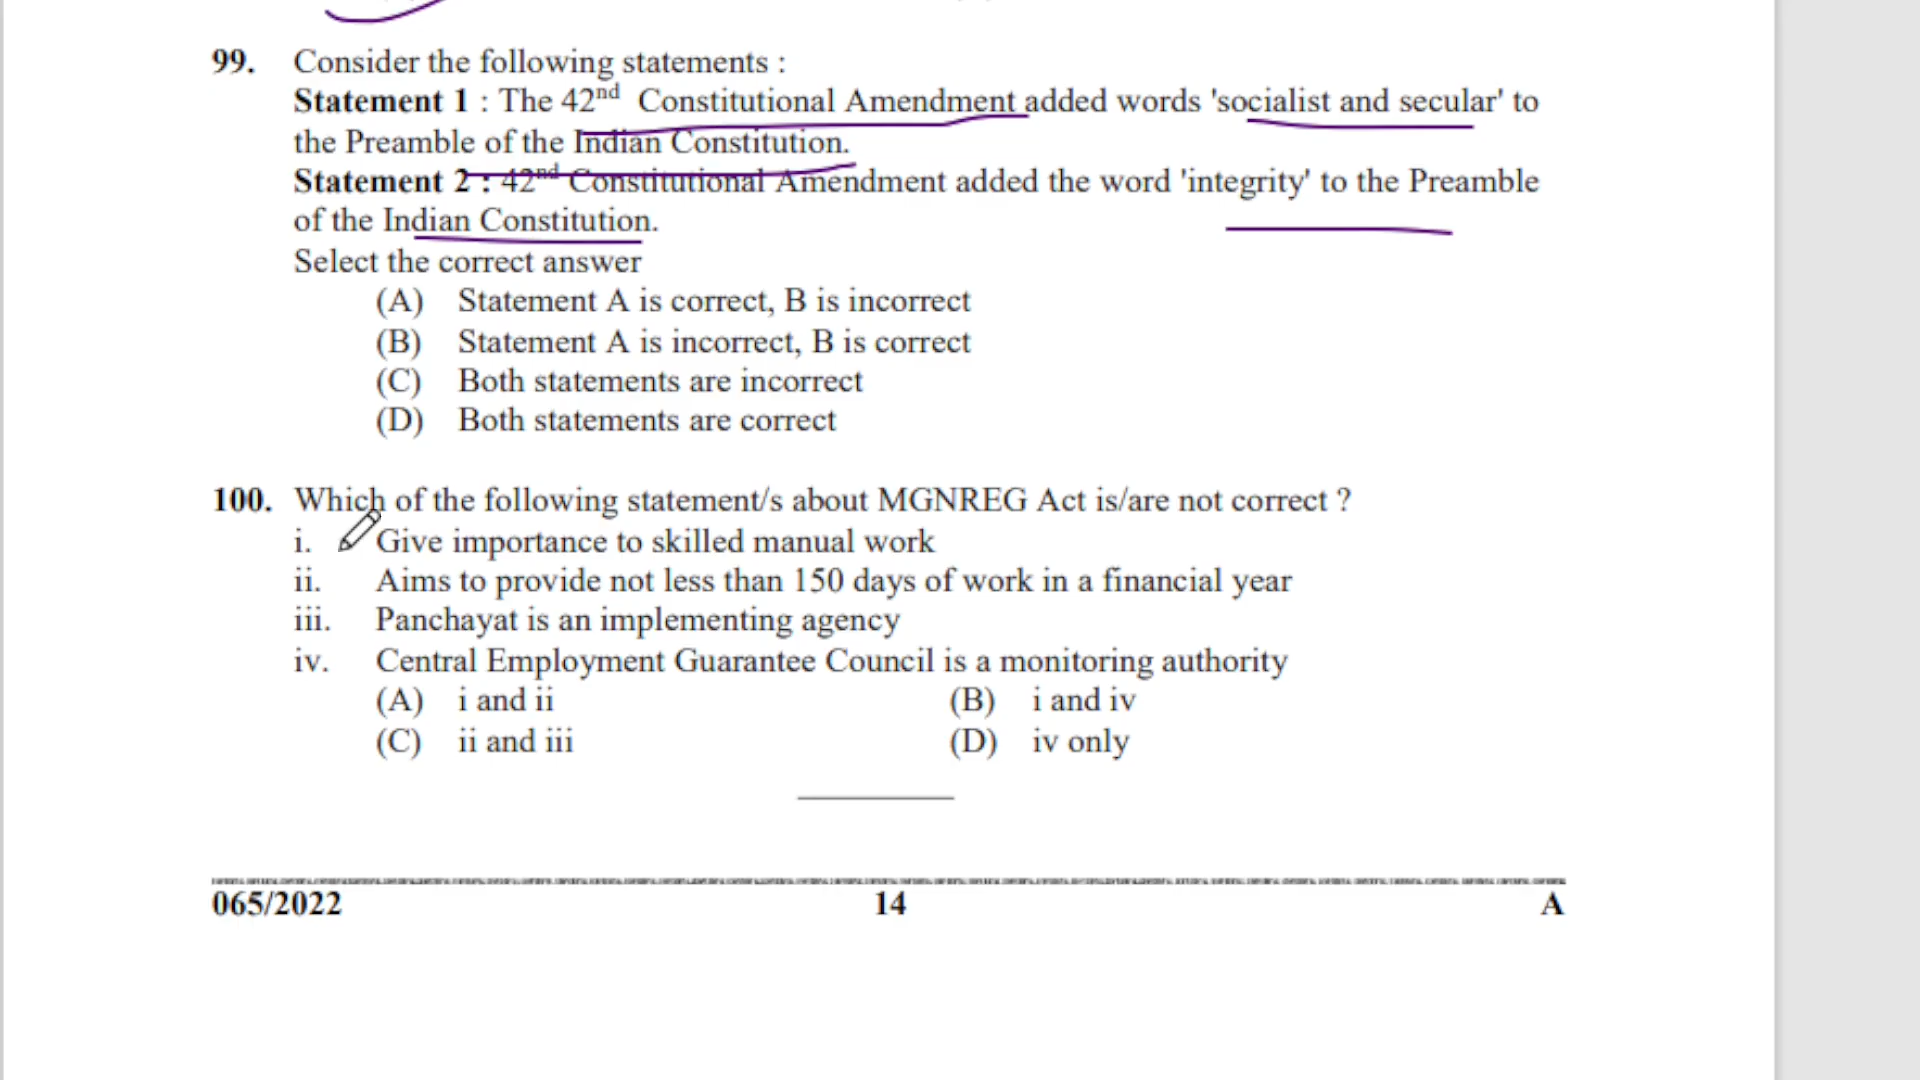 99. Consider the following statements :
Statement 1 : The 42nd Constitutional Amendment added words 'socialist and secular' to
the Preamble of the Indian Constitution.
Statement 2 : 42nd Constitutional Amendment added the word 'integrity' to the Preamble
of the Indian Constitution.
Select the correct answer
(A) Statement A is correct, B is incorrect
(B) Statement A is incorrect, B is correct
(C) Both statements are incorrect
(D) Both statements are correct
100. Which of the following statement/s about MGNREG Act is/are not correct ?
i. Give importance to skilled manual work
ii. Aims to provide not less than 150 days of work in a financial year
iii. Panchayat is an implementing agency
iv. Central Employment Guarantee Council is a monitoring authority
(A) i and ii (B) i and iv
(C) ii and iii (D) iv only
065/2022 14 A